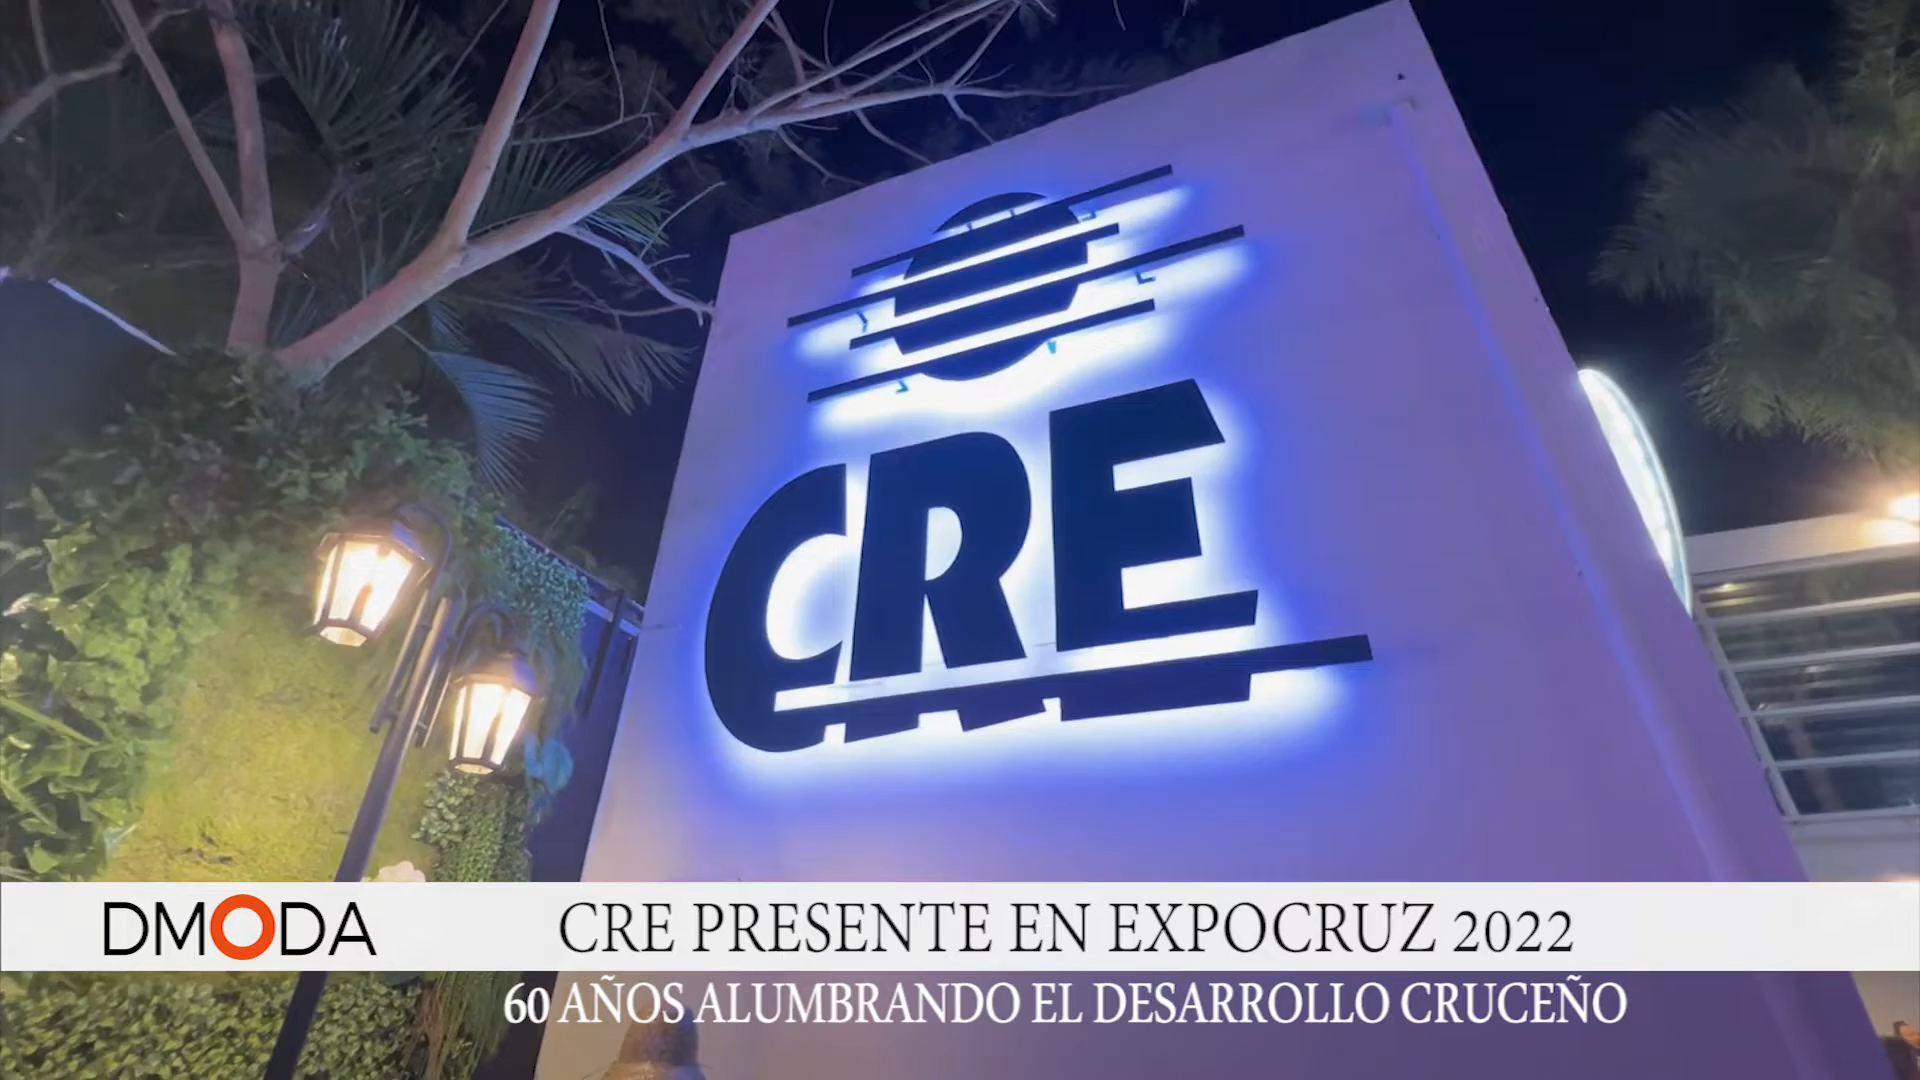 CRE
DMODA
CRE PRESENTE EN EXPOCRUZ 2022
60 AÑOS ALUMBRANDO EL DESARROLLO CRUCEÑO